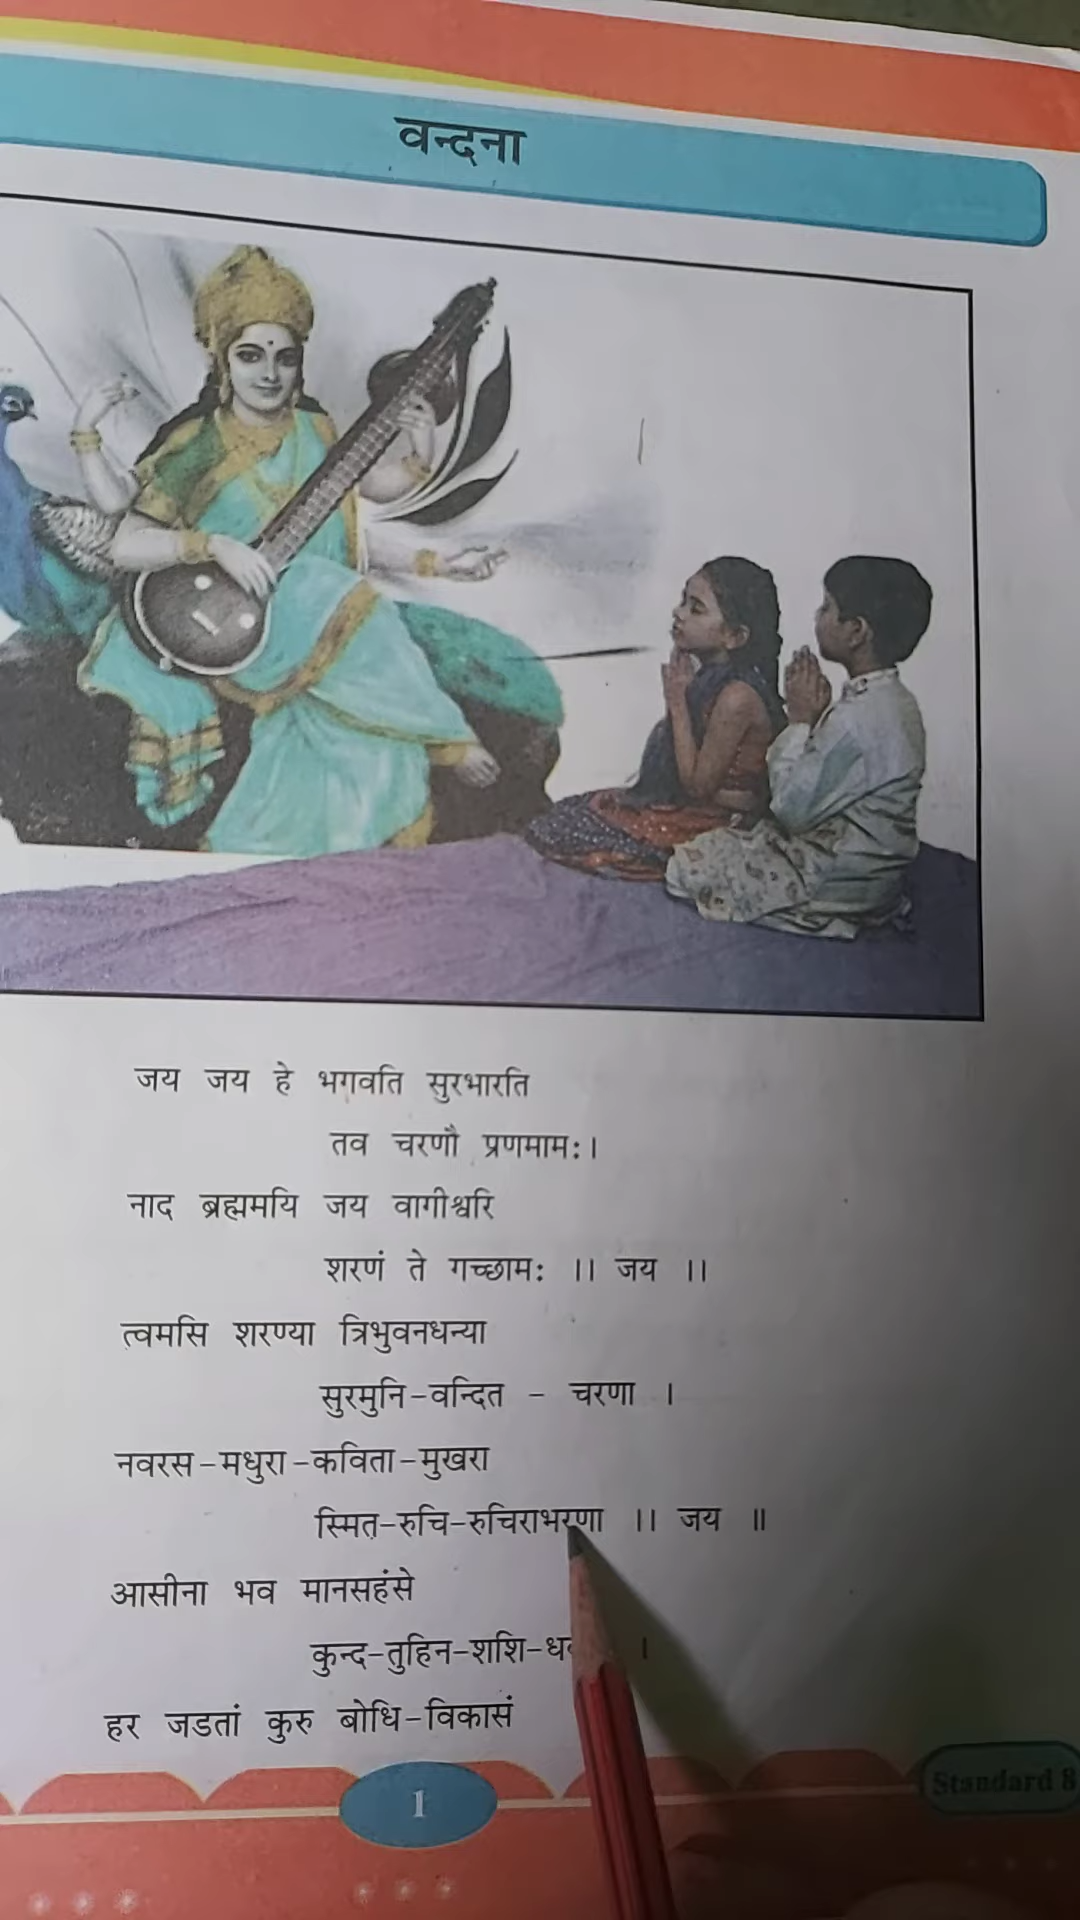 वन्दना
जय जय हे भगवति सुरभारति
तव चरणौ प्रणमामः।
नाद ब्रह्ममयि जय वागीश्वरि
शरणं ते गच्छामः ।। जय ।।
त्वमसि शरण्या त्रिभुवनधन्या
सुरमुनि-वन्दित - चरणा ।
नवरस-मधुरा-कविता-मुखरा
स्मित-रुचि-रुचिराभरणा ।। जय ॥
आसीना भव मानसहंसे
कुन्द-तुहिन-शशि- ।
हर जडतां कुरु बोधि-विकासं
1
Standard 8